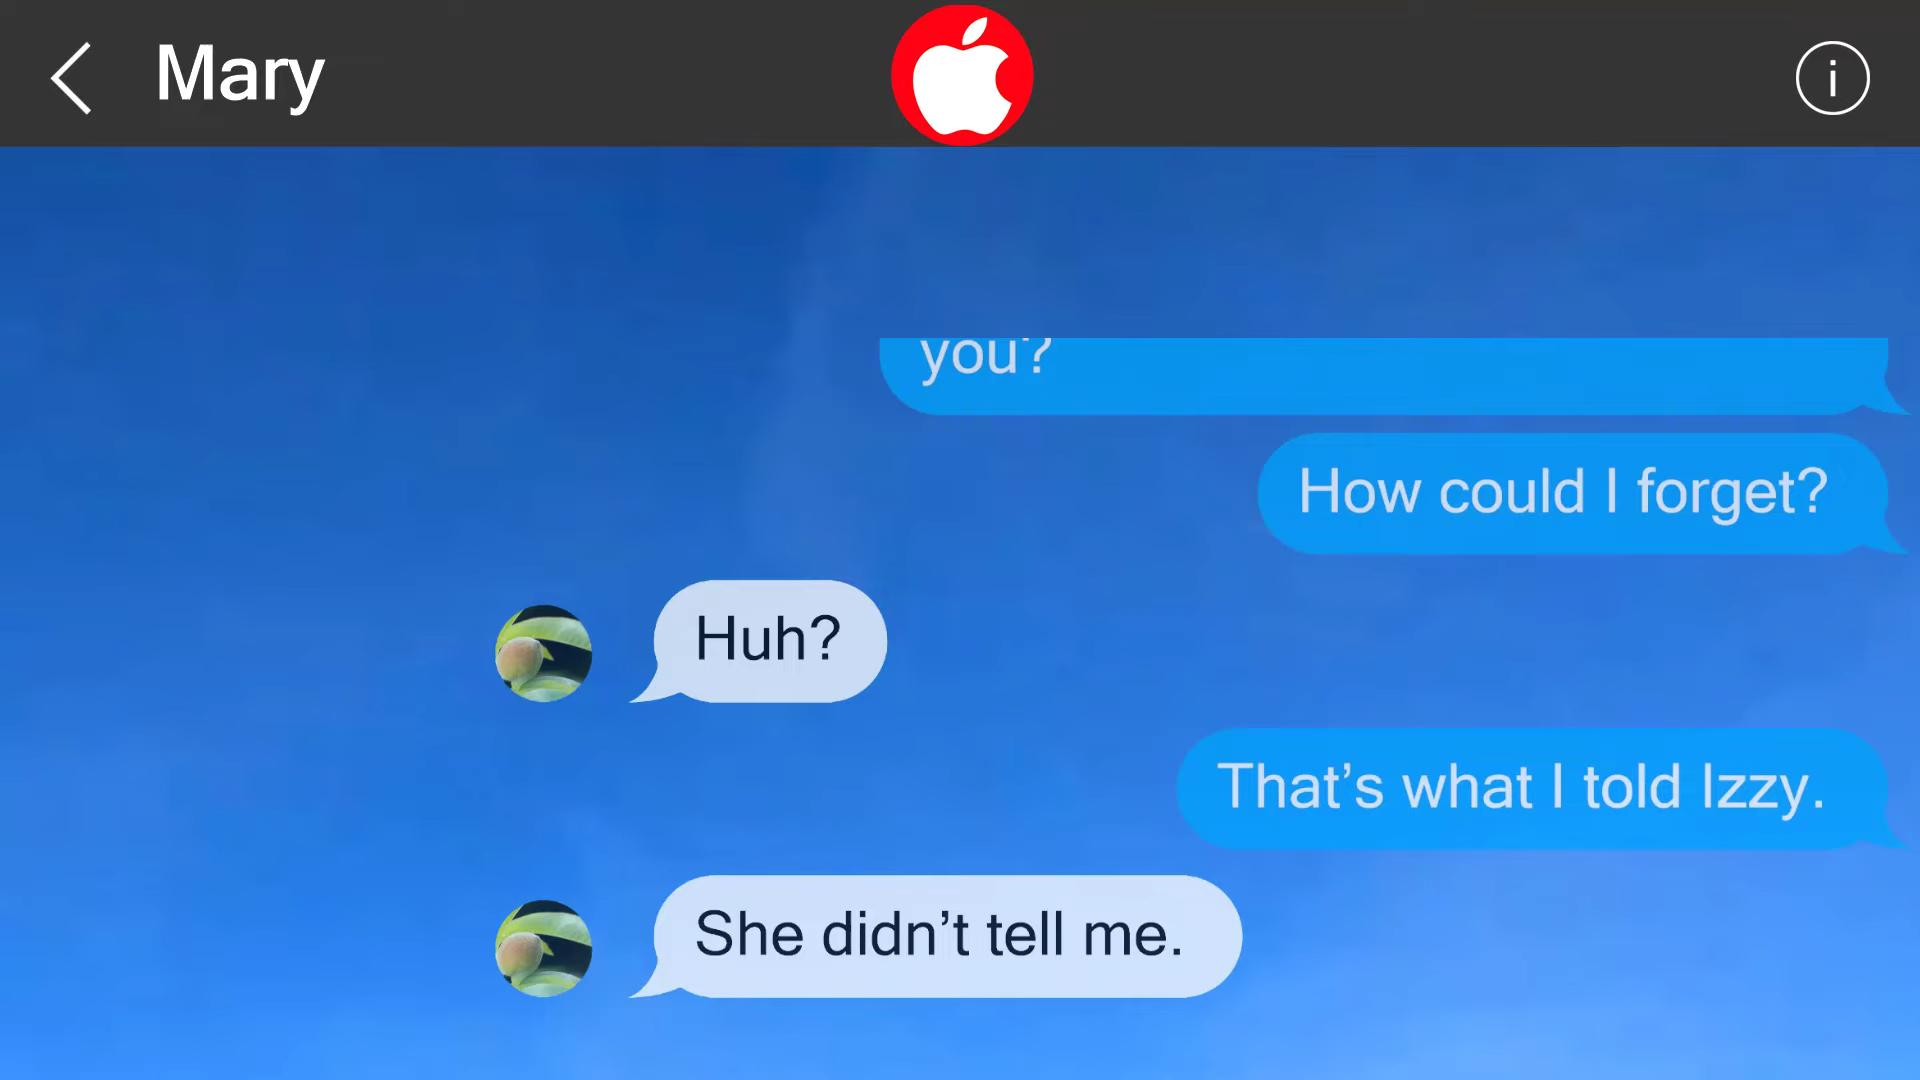 Mary
you?
How could I forget?
Huh?
That’s what I told Izzy.
She didn’t tell me.